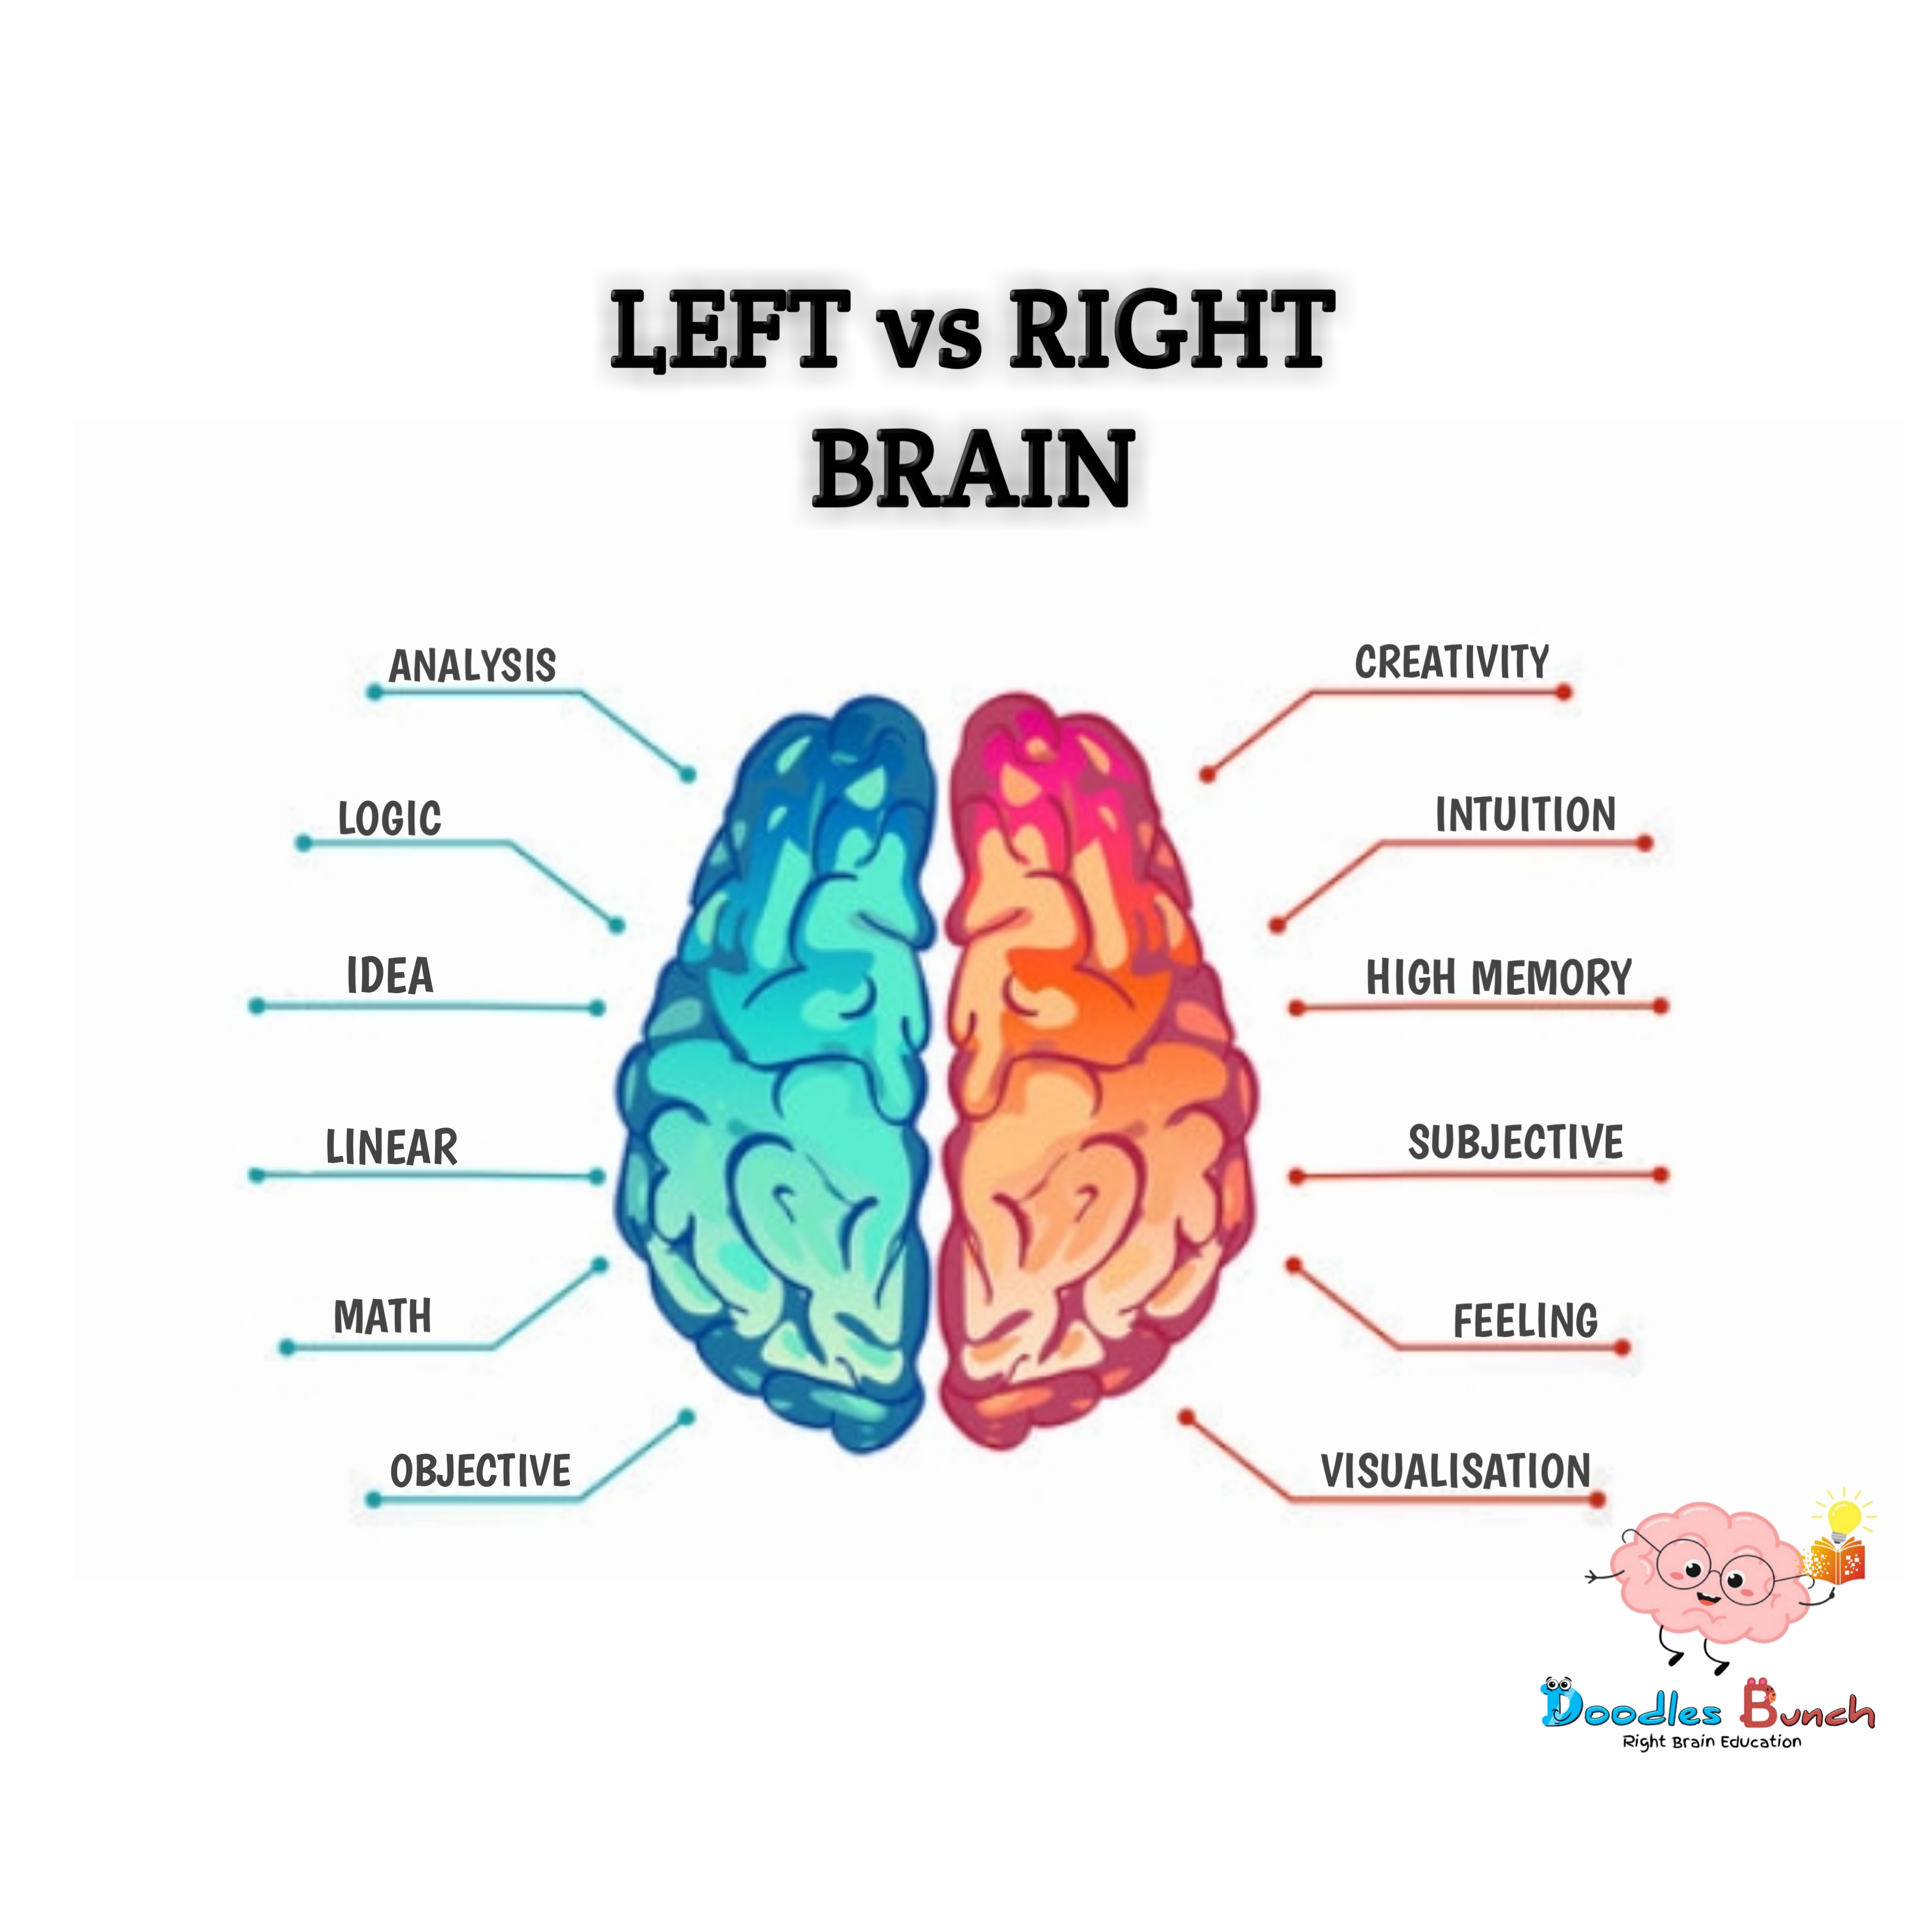 LEFT vs RIGHT
BRAIN
ANALYSIS
LOGIC
IDEA
LINEAR
MATH
OBJECTIVE
CREATIVITY
INTUITION
HIGH MEMORY
SUBJECTIVE
FEELING
VISUALISATION
Doodles Bunch
Right Brain Education